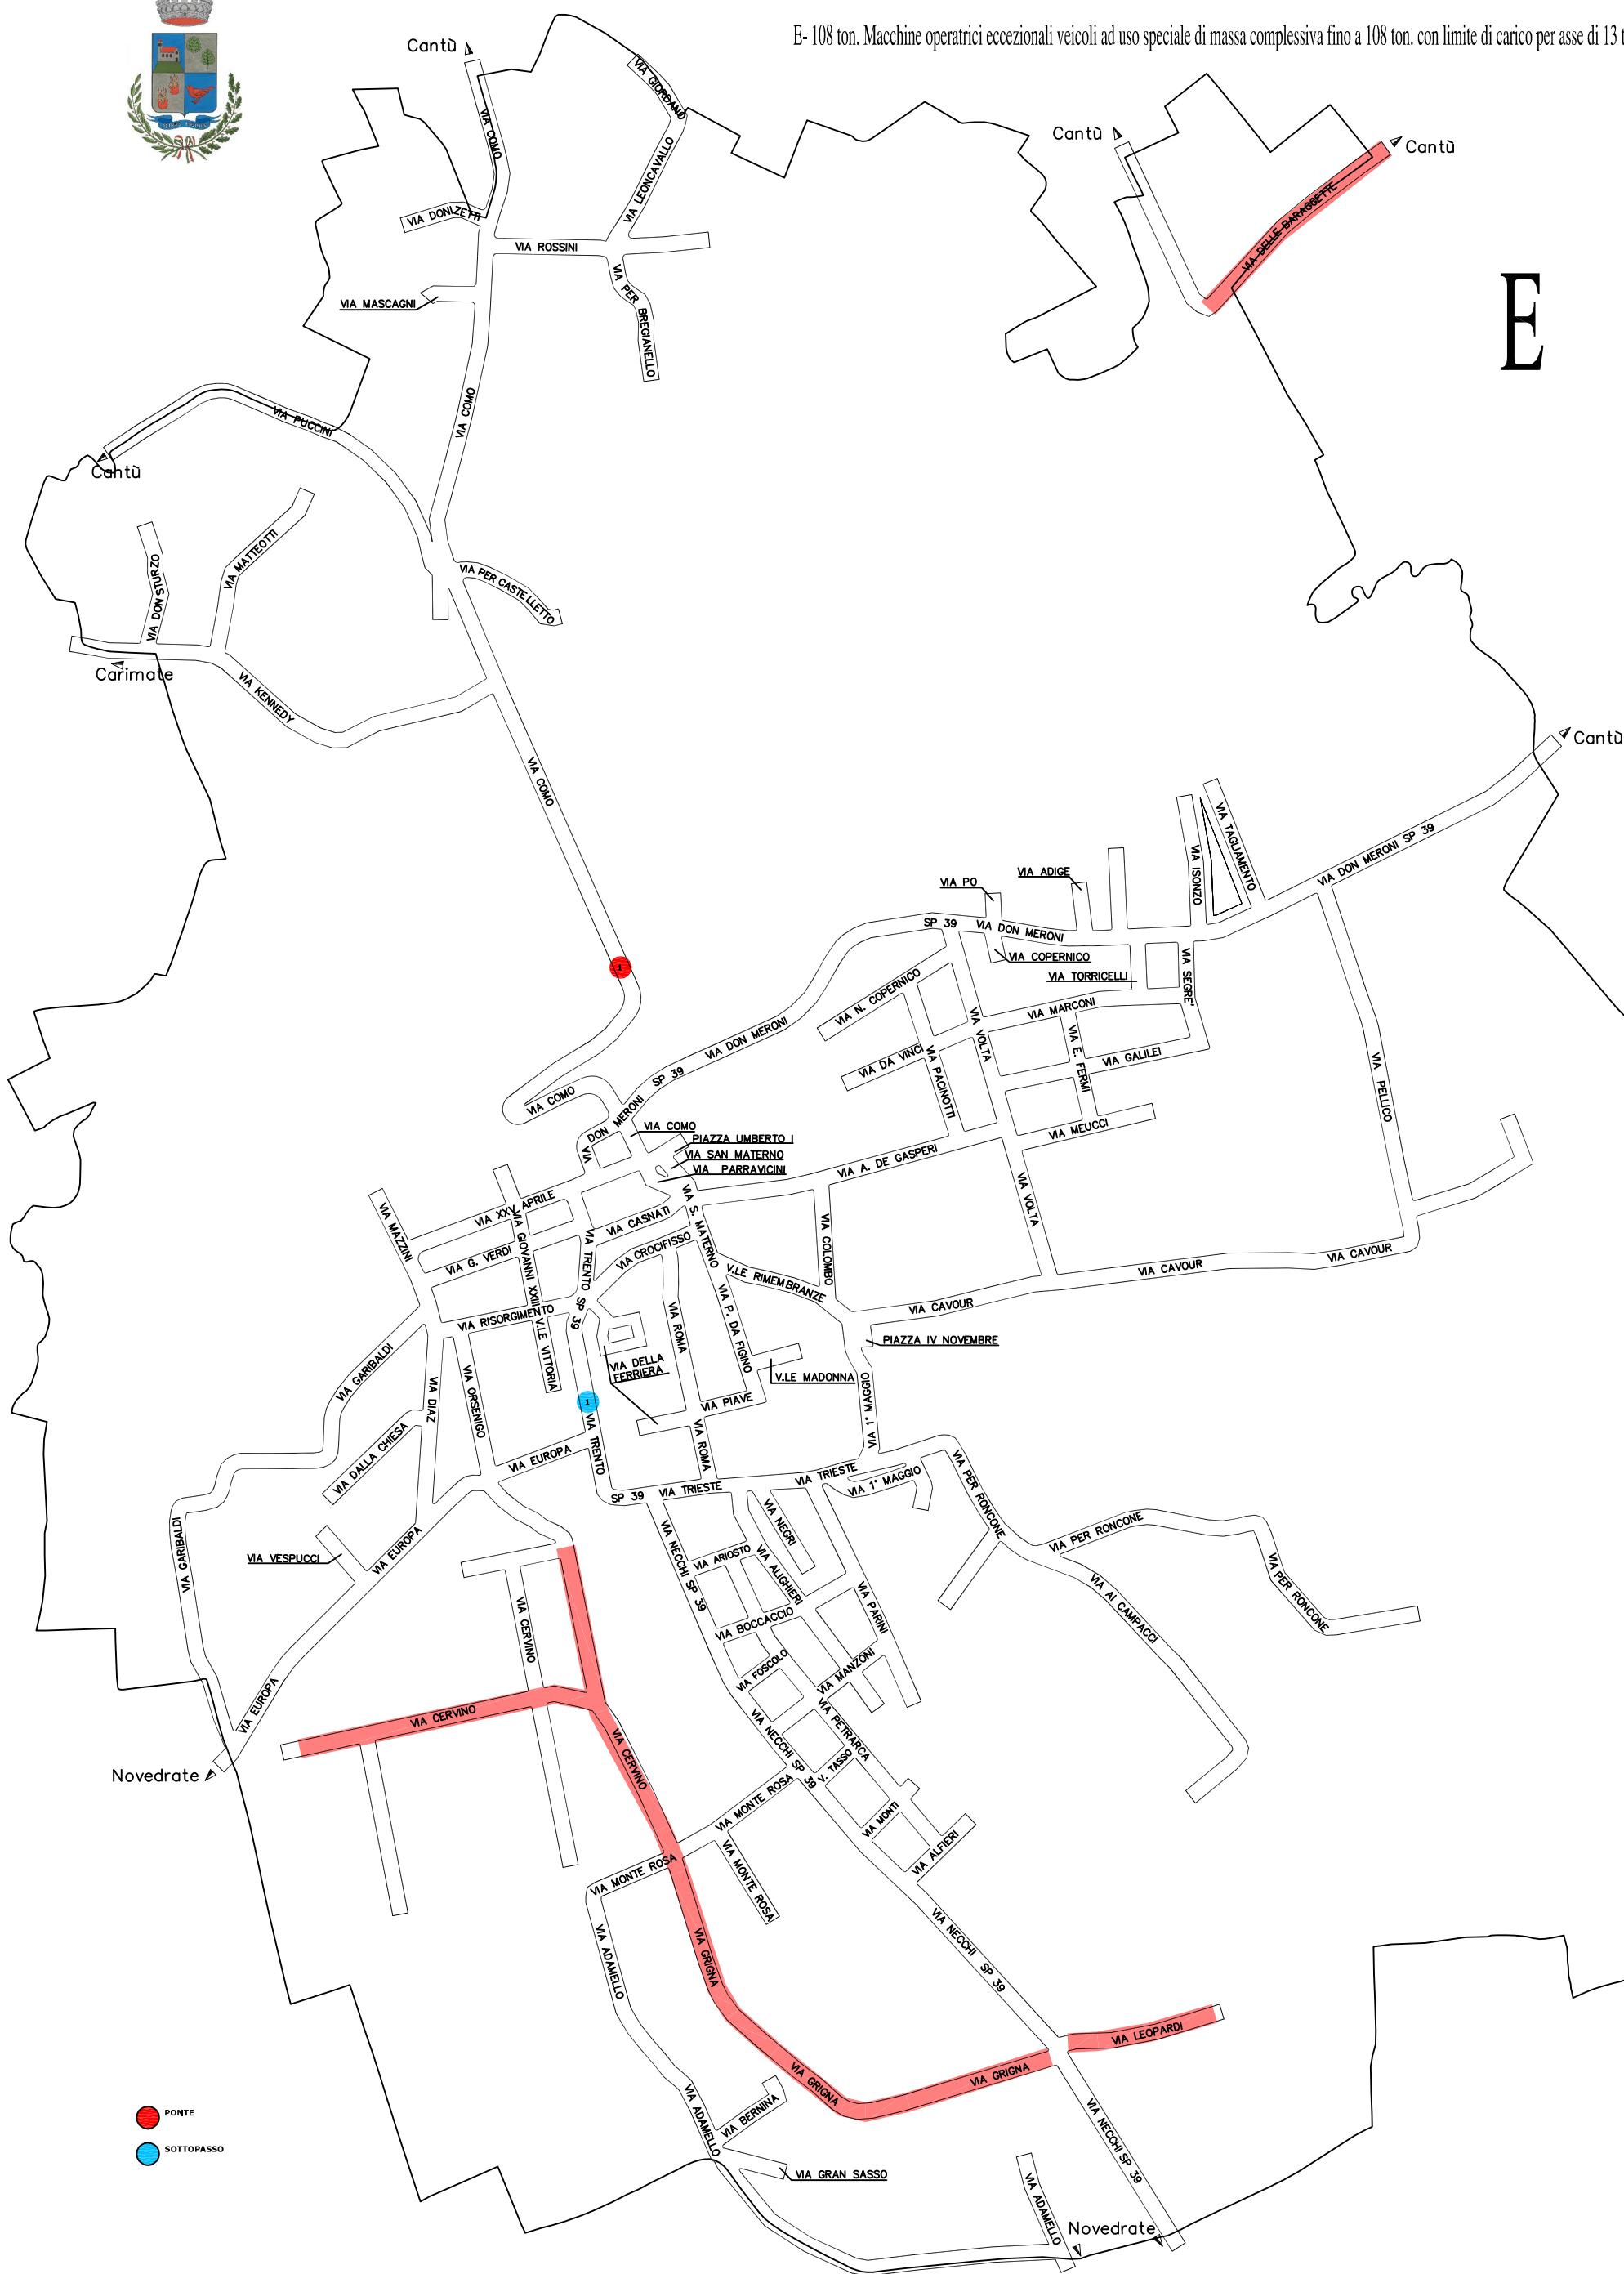 E- 108 ton. Macchine operatrici eccezionali veicoli ad uso speciale di massa complessiva fino a 108 ton. con limite di carico per asse di 13 t
E
Cantù
VIA COMO
VIA GIORDANO
VIA LEONCAVALLO
VIA DONIZETTI
VIA ROSSINI
VIA PER
BREGIANELLO
VIA MASCAGNI
VIA COMO
Cantù
Cantù
VIA DELLE BARAGGETTE
VIA PUCCINI
Cantù
VIA DON STURZO
VIA MATTEOTTI
VIA PER CASTELLETTO
Carimate
VIA KENNEDY
VIA COMO
1
Cantù
VIA DON MERONI SP 39
VIA TAGLIAMENTO
VIA ISONZO
VIA ADIGE
VIA PO
SP 39
VIA DON MERONI
VIA COPERNICO
VIA TORRICELLI
VIA SEGRE'
VIA N. COPERNICO
VIA MARCONI
VIA VOLTA
VIA E. FERMI
VIA GALILEI
VIA DA VINCI
VIA PACINOTTI
VIA MEUCCI
VIA PELLICO
VIA DON MERONI
SP 39
VIA COMO
VIA DON MERONI
VIA COMO
PIAZZA UMBERTO I
VIA SAN MATERNO
VIA PARRAVICINI
VIA A. DE GASPERI
VIA VOLTA
VIA COLOMBO
VIA XXV APRILE
VIA MAZZINI
VIA G. VERDI
VIA GIOVANNI XXIII
VIA TRENTO SP 39
VIA CASNATI
VIA CROCIFISSO
VIA S. MATERNO
V.LE RIMEMBRANZE
VIA CAVOUR
VIA CAVOUR
VIA CAVOUR
PIAZZA IV NOVEMBRE
VIA RISORGIMENTO
V.LE VITTORIA
VIA ROMA
VIA P. DA FIGINO
VIA DELLA
FERRIERA
V.LE MADONNA
VIA 1° MAGGIO
VIA GARIBALDI
VIA DIAZ
VIA ORSENIGO
1
VIA PIAVE
VIA ROMA
VIA TRENTO
VIA DALLA CHIESA
VIA EUROPA
SP 39
VIA TRIESTE
VIA TRIESTE
VIA 1° MAGGIO
VIA PER RONCONE
VIA PER RONCONE
VIA PER RONCONE
VIA AI CAMPACCI
VIA GARIBALDI
VIA VESPUCCI
VIA EUROPA
VIA NECCHI SP 39
VIA NEGRI
VIA ARIOSTO
VIA ALIGHIERI
VIA BOCCACCIO
VIA PARINI
VIA FOSCOLO
VIA MANZONI
VIA CERVINO
VIA EUROPA
VIA CERVINO
VIA CERVINO
VIA NECCHI SP 39
VIA PETRARCA
V. TASSO
Novedrate
VIA MONTE ROSA
VIA MONTI
VIA ALFIERI
VIA MONTE ROSA
VIA MONTE ROSA
VIA ADAMELLO
VIA GRIGNA
VIA NECCHI SP 39
VIA LEOPARDI
VIA GRIGNA
VIA GRIGNA
VIA ADAMELLO
VIA BERNINA
VIA GRAN SASSO
VIA NECCHI SP 39
VIA ADAMELLO
Novedrate
PONTE
SOTTOPASSO